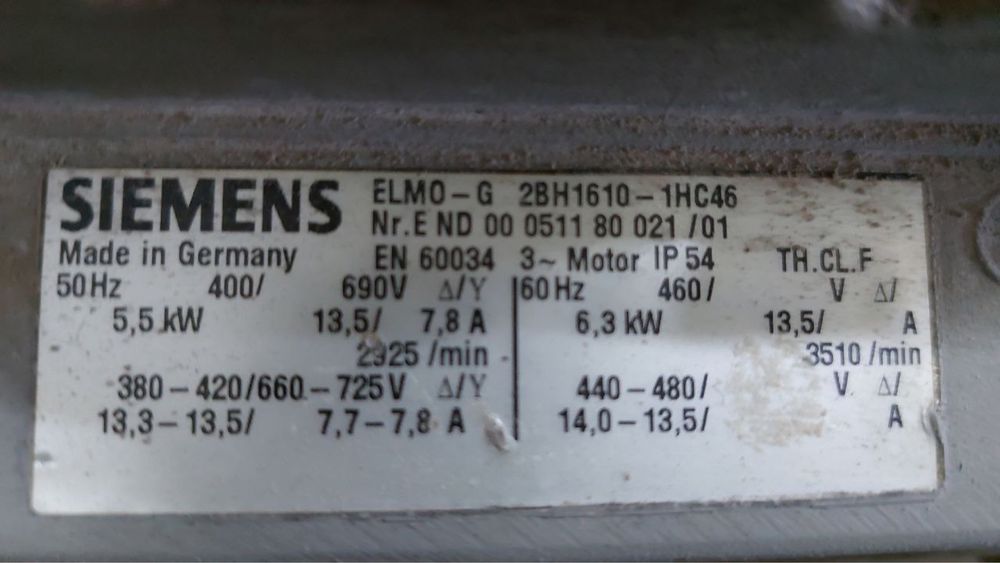 SIEMENS ELMO-G 2BH1610-1HC46
Nr. E ND 00 0511 80 021 /01
Made in Germany EN 60034 3~ Motor IP 54 TH.CL.F
50 Hz 400/ 690V Δ/Y 60 Hz 460/ V Δ/
5,5 kW 13,5/ 7,8 A 6,3 kW 13,5/ A
2925 /min 3510 /min
380-420/660-725V Δ/Y 440-480/ V Δ/
13,3-13,5/ 7,7-7,8 A 14,0-13,5/ A